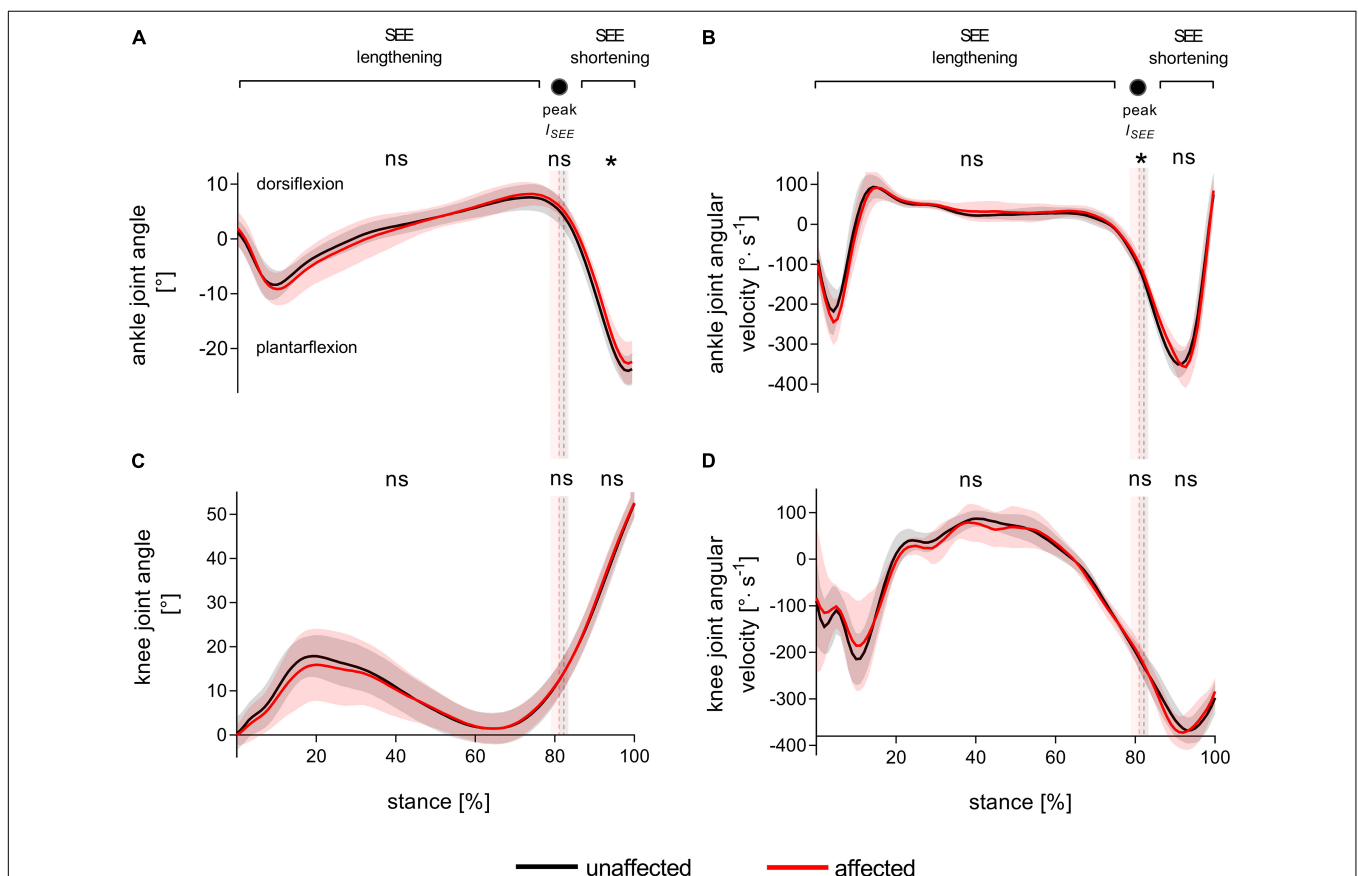 A
SEE
lengthening
SEE
shortening
peak
lSEE
ns
ns
*
dorsiflexion
plantarflexion
ankle joint angle
[°]
10
0
-10
-20
B
SEE
lengthening
SEE
shortening
peak
lSEE
ns
*
ns
ankle joint angular
velocity [°· s-1]
100
0
-100
-200
-300
-400
C
ns
ns
ns
knee joint angle
[°]
50
40
30
20
10
0
20
40
60
80
100
stance [%]
D
ns
ns
ns
knee joint angular
velocity [°· s-1]
100
0
-100
-200
-300
-400
20
40
60
80
100
stance [%]
unaffected
affected